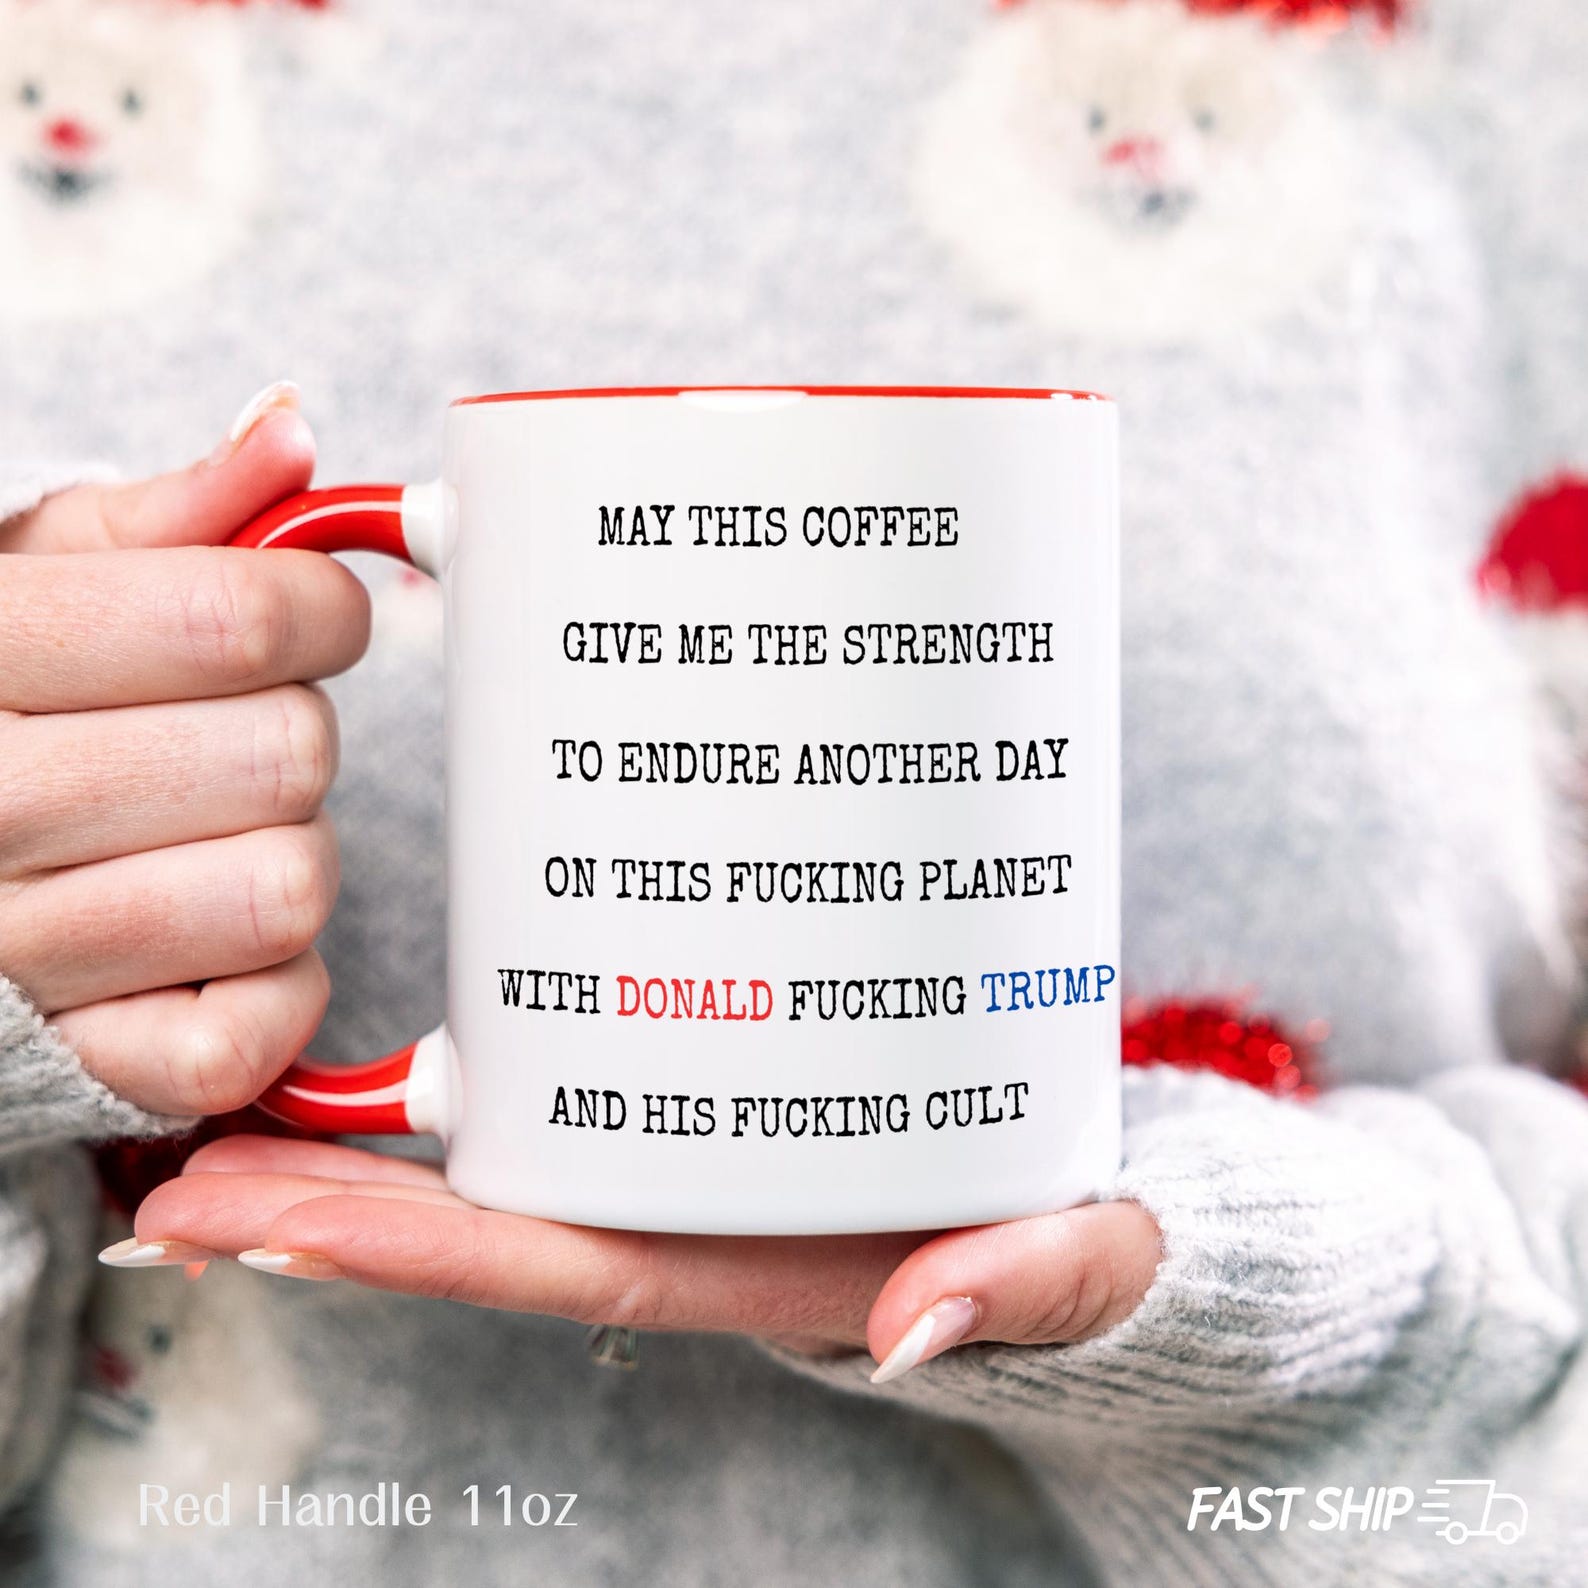 MAY THIS COFFEE
GIVE ME THE STRENGTH
TO ENDURE ANOTHER DAY
ON THIS FUCKING PLANET
WITH DONALD FUCKING TRUMP
AND HIS FUCKING CULT
Red Handle 11oz
FAST SHIP